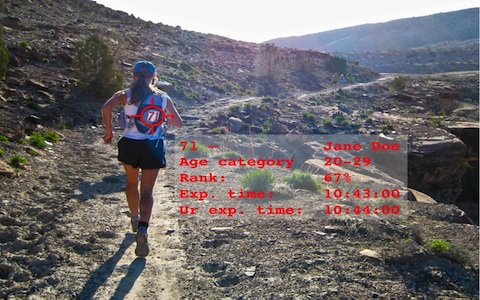 71
71 – Jane Doe
Age category 20-29
Rank: 67%
Exp. time: 10:43:00
Ur exp. time: 10:44:00